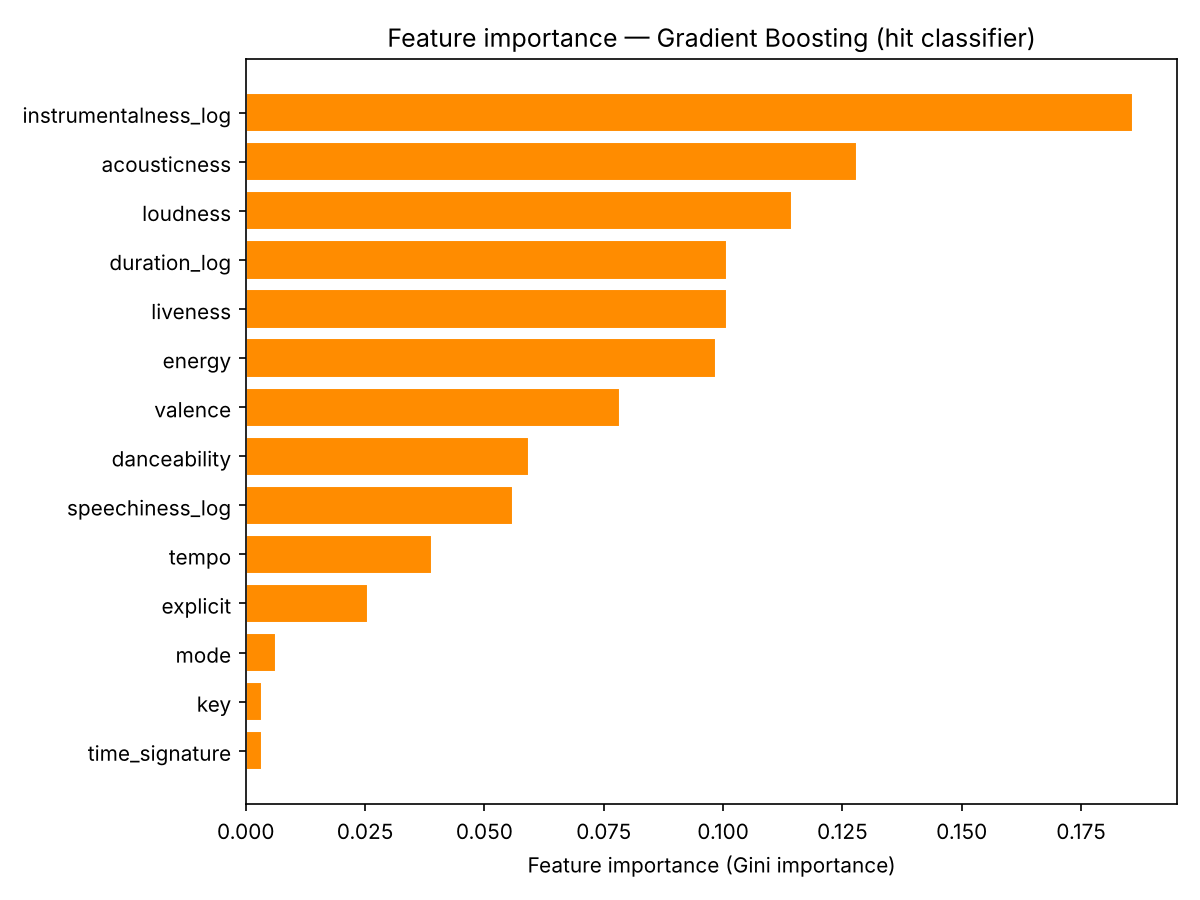 Feature importance — Gradient Boosting (hit classifier)
instrumentalness_log
acousticness
loudness
duration_log
liveness
energy
valence
danceability
speechiness_log
tempo
explicit
mode
key
time_signature
0.000 0.025 0.050 0.075 0.100 0.125 0.150 0.175
Feature importance (Gini importance)